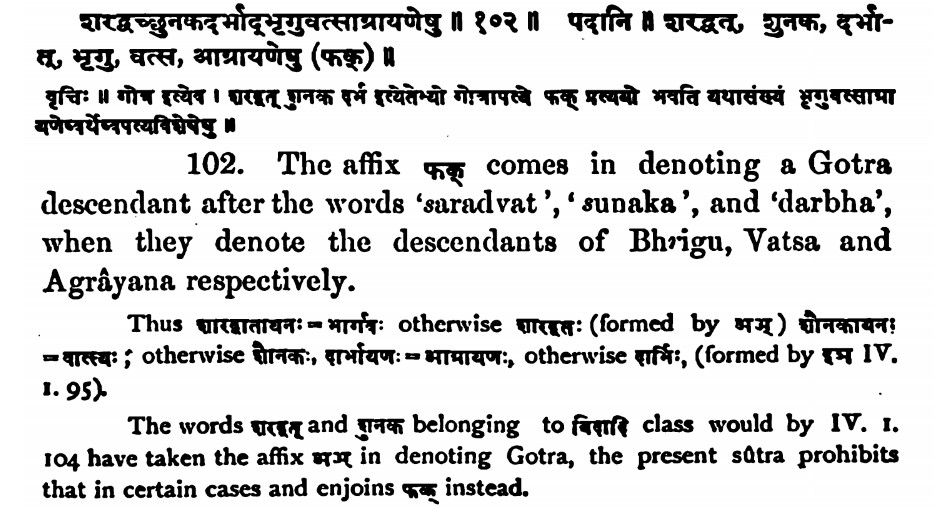 शरद्वच्छुनकदर्भाद्भृगुवत्साग्रायणेषु ॥ १०२ ॥ पदानि ॥ शरद्वत्, शुनक, दर्भा-
त्, भृगु, वत्स, आग्रायणेषु (फक्) ॥
वृत्तिः ॥ गोत्र इत्येव । शरद्वत् शुनक दर्भ इत्येतेभ्यो गोत्रापत्ये फक् प्रत्ययो भवति यथासंख्यं भृगुवत्साग्रा
यणेष्वर्थेष्वपत्यविशेषेषु ॥
102. The affix फक् comes in denoting a Gotra
descendant after the words ‘saradvat’, ‘sunaka’, and ‘darbha’,
when they denote the descendants of Bhrigu, Vatsa and
Agrâyana respectively.
Thus शारद्वातायनः = भार्गवः otherwise शारद्वतः (formed by अञ्) शौनकायनः
= वात्स्यः ; otherwise शौनकः, दार्भायणः = आग्रायणः, otherwise दार्भिः, (formed by इञ IV.
1. 95).
The words शरद्वत् and शुनक belonging to बिदादि class would by IV. 1.
104 have taken the affix अञ् in denoting Gotra, the present sûtra prohibits
that in certain cases and enjoins फक् instead.